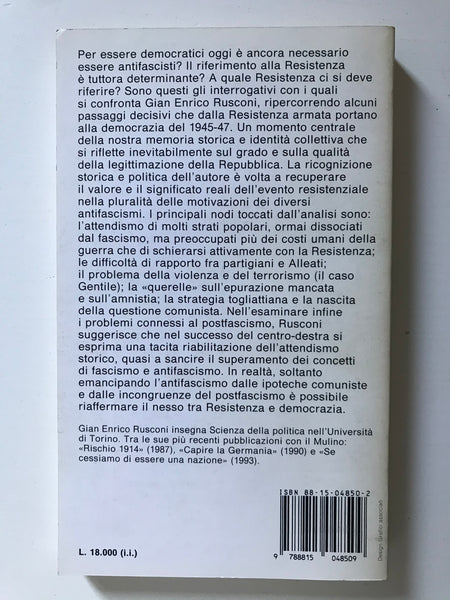 Per essere democratici oggi è ancora necessario
essere antifascisti? Il riferimento alla Resistenza
è tuttora determinante? A quale Resistenza ci si deve
riferire? Sono questi gli interrogativi con i quali
si confronta Gian Enrico Rusconi, ripercorrendo alcuni
passaggi decisivi che dalla Resistenza armata portano
alla democrazia del 1945-47. Un momento centrale
della nostra memoria storica e identità collettiva che
si riflette inevitabilmente sul grado e sulla qualità
della legittimazione della Repubblica. La ricognizione
storica e politica dell'autore è volta a recuperare
il valore e il significato reali dell'evento resistenziale
nella pluralità delle motivazioni dei diversi
antifascismi. I principali nodi toccati dall'analisi sono:
l'attendismo di molti strati popolari, ormai dissociati
dal fascismo, ma preoccupati più dei costi umani della
guerra che di schierarsi attivamente con la Resistenza;
le difficoltà di rapporto fra partigiani e Alleati;
il problema della violenza e del terrorismo (il caso
Gentile); la «querelle» sull'epurazione mancata
e sull'amnistia; la strategia togliattiana e la nascita
della questione comunista. Nell'esaminare infine
i problemi connessi al postfascismo, Rusconi
suggerisce che nel successo del centro-destra si
esprima una tacita riabilitazione dell'attendismo
storico, quasi a sancire il superamento dei concetti
di fascismo e antifascismo. In realtà, soltanto
emancipando l'antifascismo dalle ipoteche comuniste
e dalle incongruenze del postfascismo è possibile
riaffermare il nesso tra Resistenza e democrazia.
Gian Enrico Rusconi insegna Scienza della politica nell'Università
di Torino. Tra le sue più recenti pubblicazioni con il Mulino:
«Rischio 1914» (1987), «Capire la Germania» (1990) e «Se
cessiamo di essere una nazione» (1993).
ISBN 88-15-04850-2
9 788815 048509
L. 18.000 (i.i.)
Design: Grafici associati